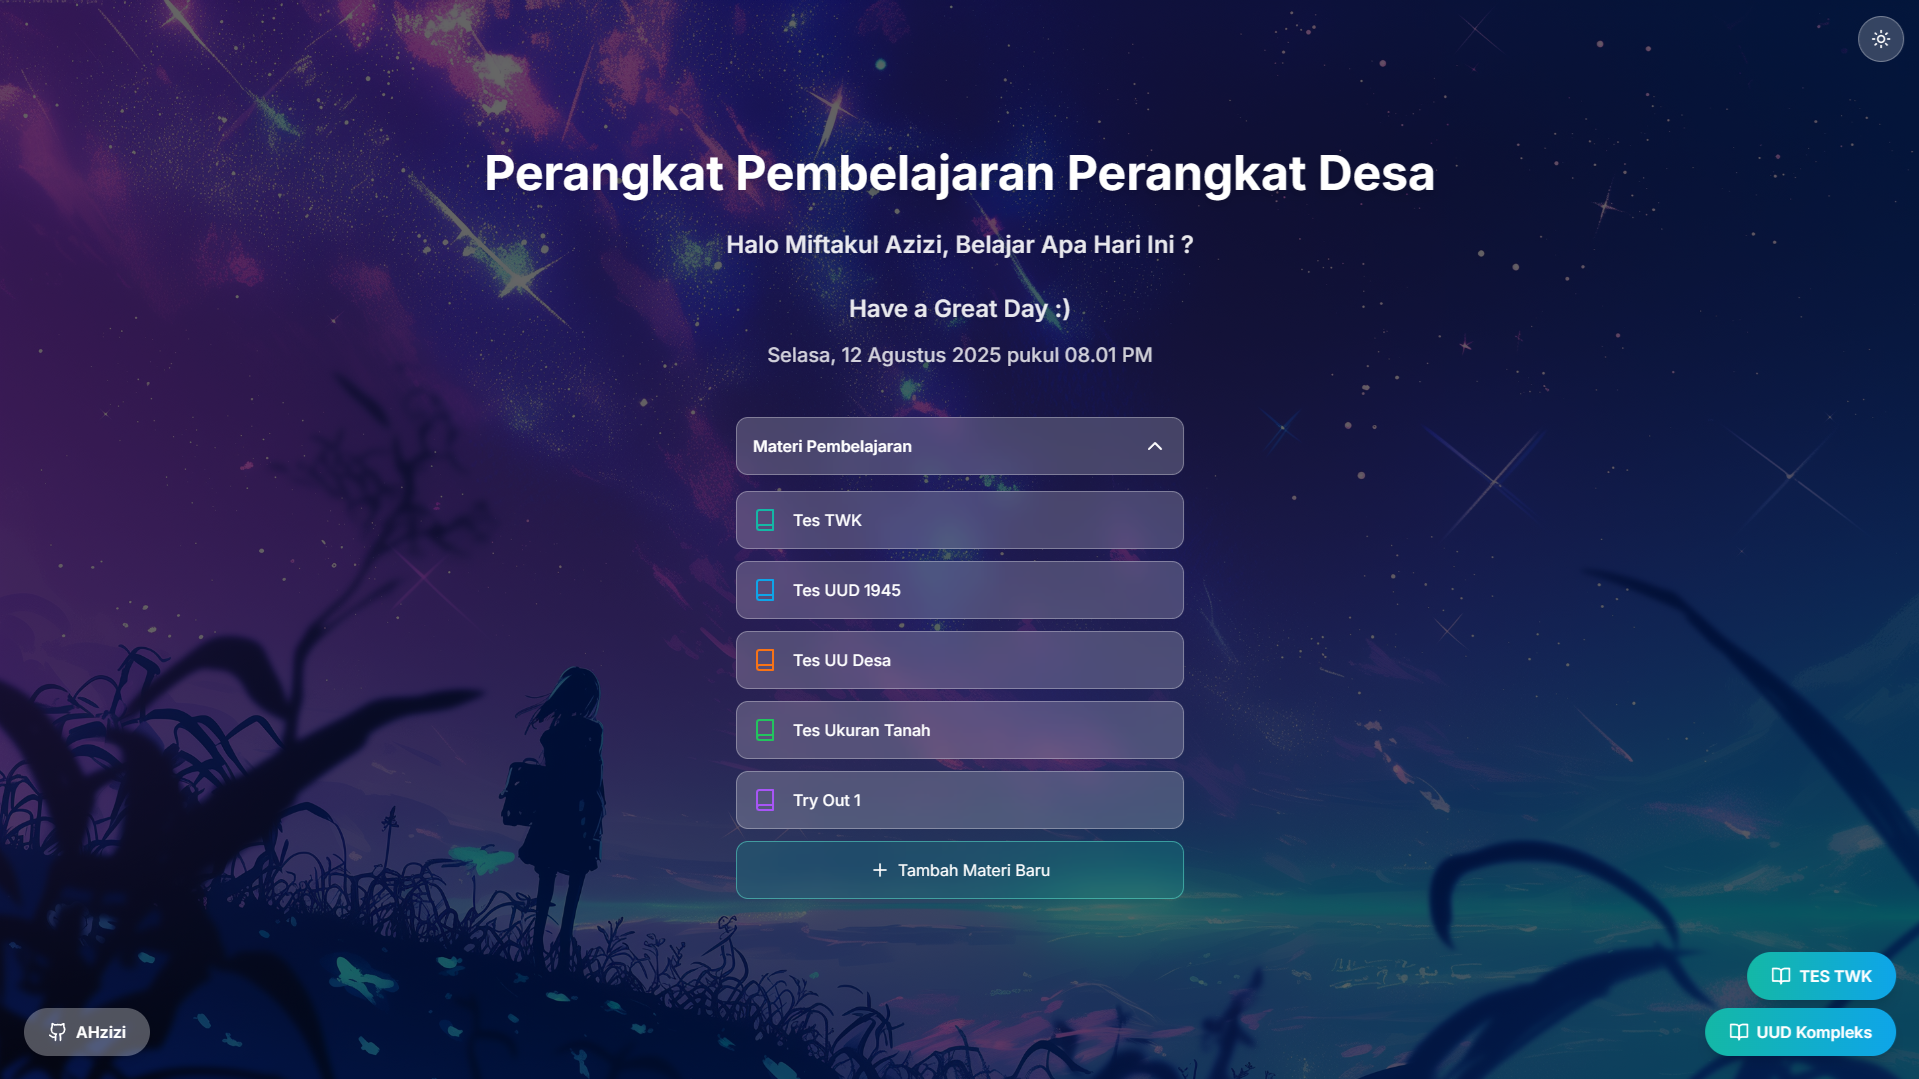 Perangkat Pembelajaran Perangkat Desa
Halo Miftakul Azizi, Belajar Apa Hari Ini ?
Have a Great Day :)
Selasa, 12 Agustus 2025 pukul 08.01 PM
Materi Pembelajaran
Tes TWK
Tes UUD 1945
Tes UU Desa
Tes Ukuran Tanah
Try Out 1
+ Tambah Materi Baru
TES TWK
AHzizi
UUD Kompleks